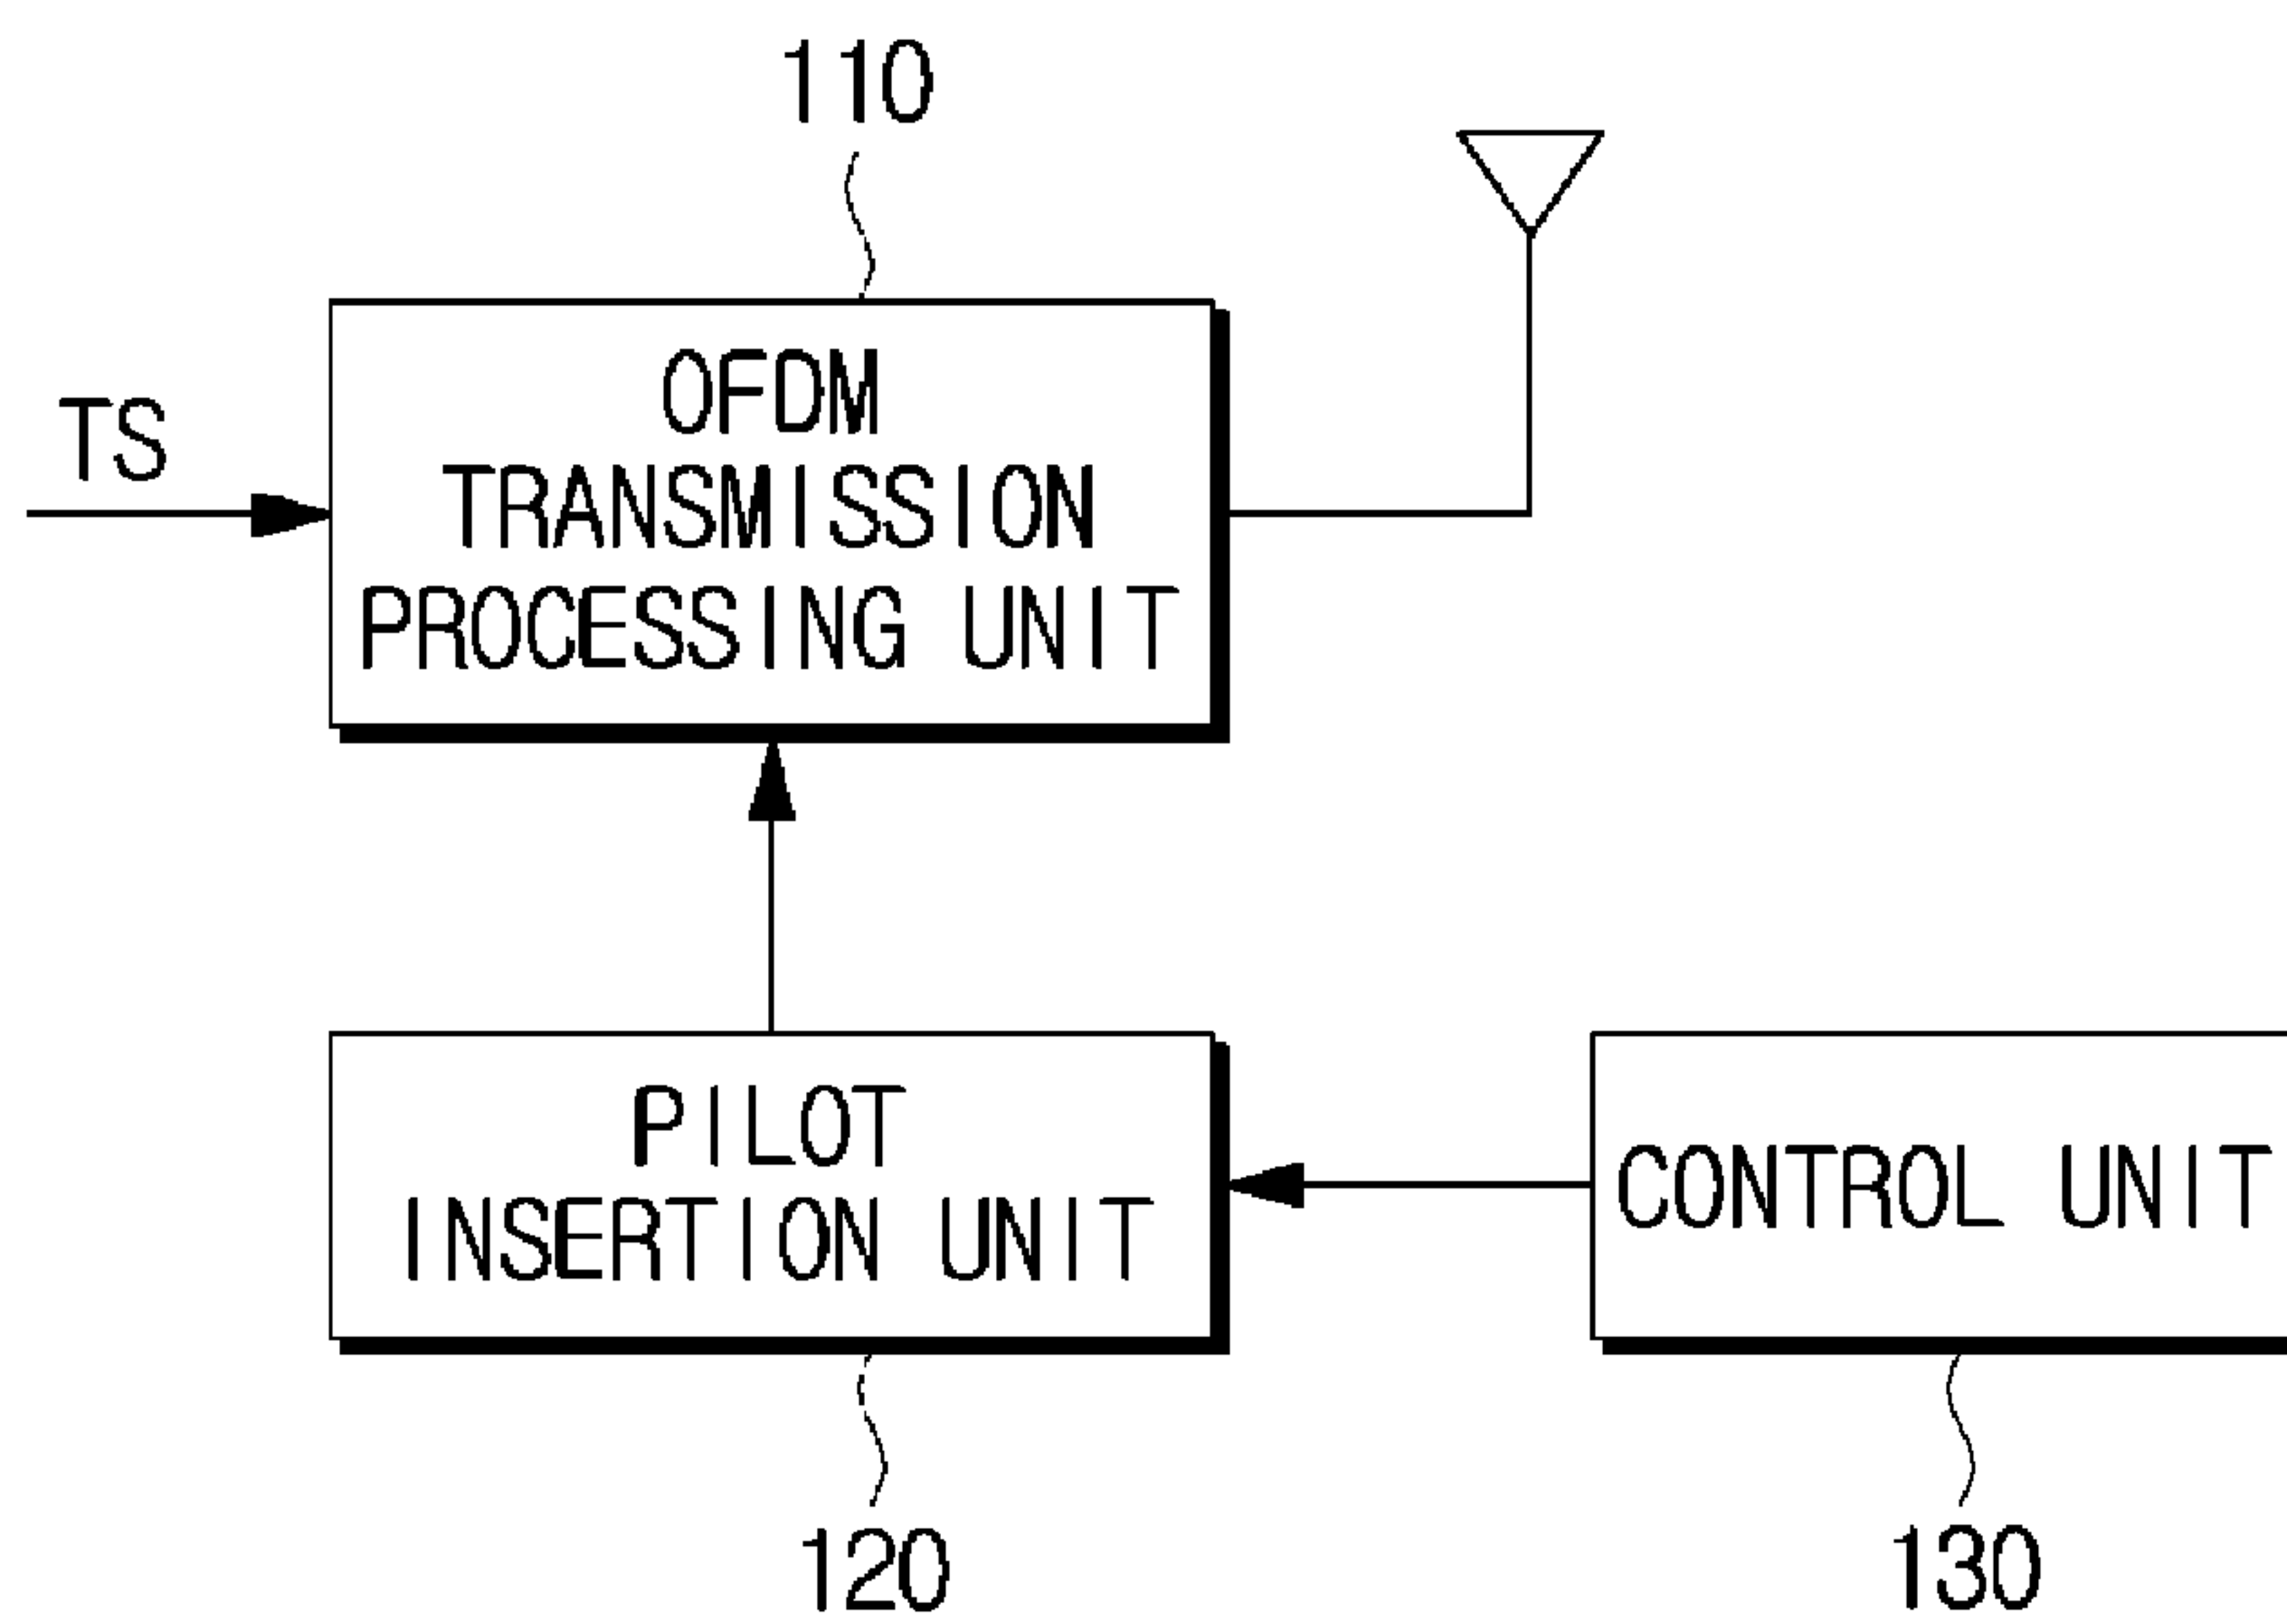 110
TS
OFDM
TRANSMISSION
PROCESSING UNIT
PILOT
INSERTION UNIT
CONTROL UNIT
120
130